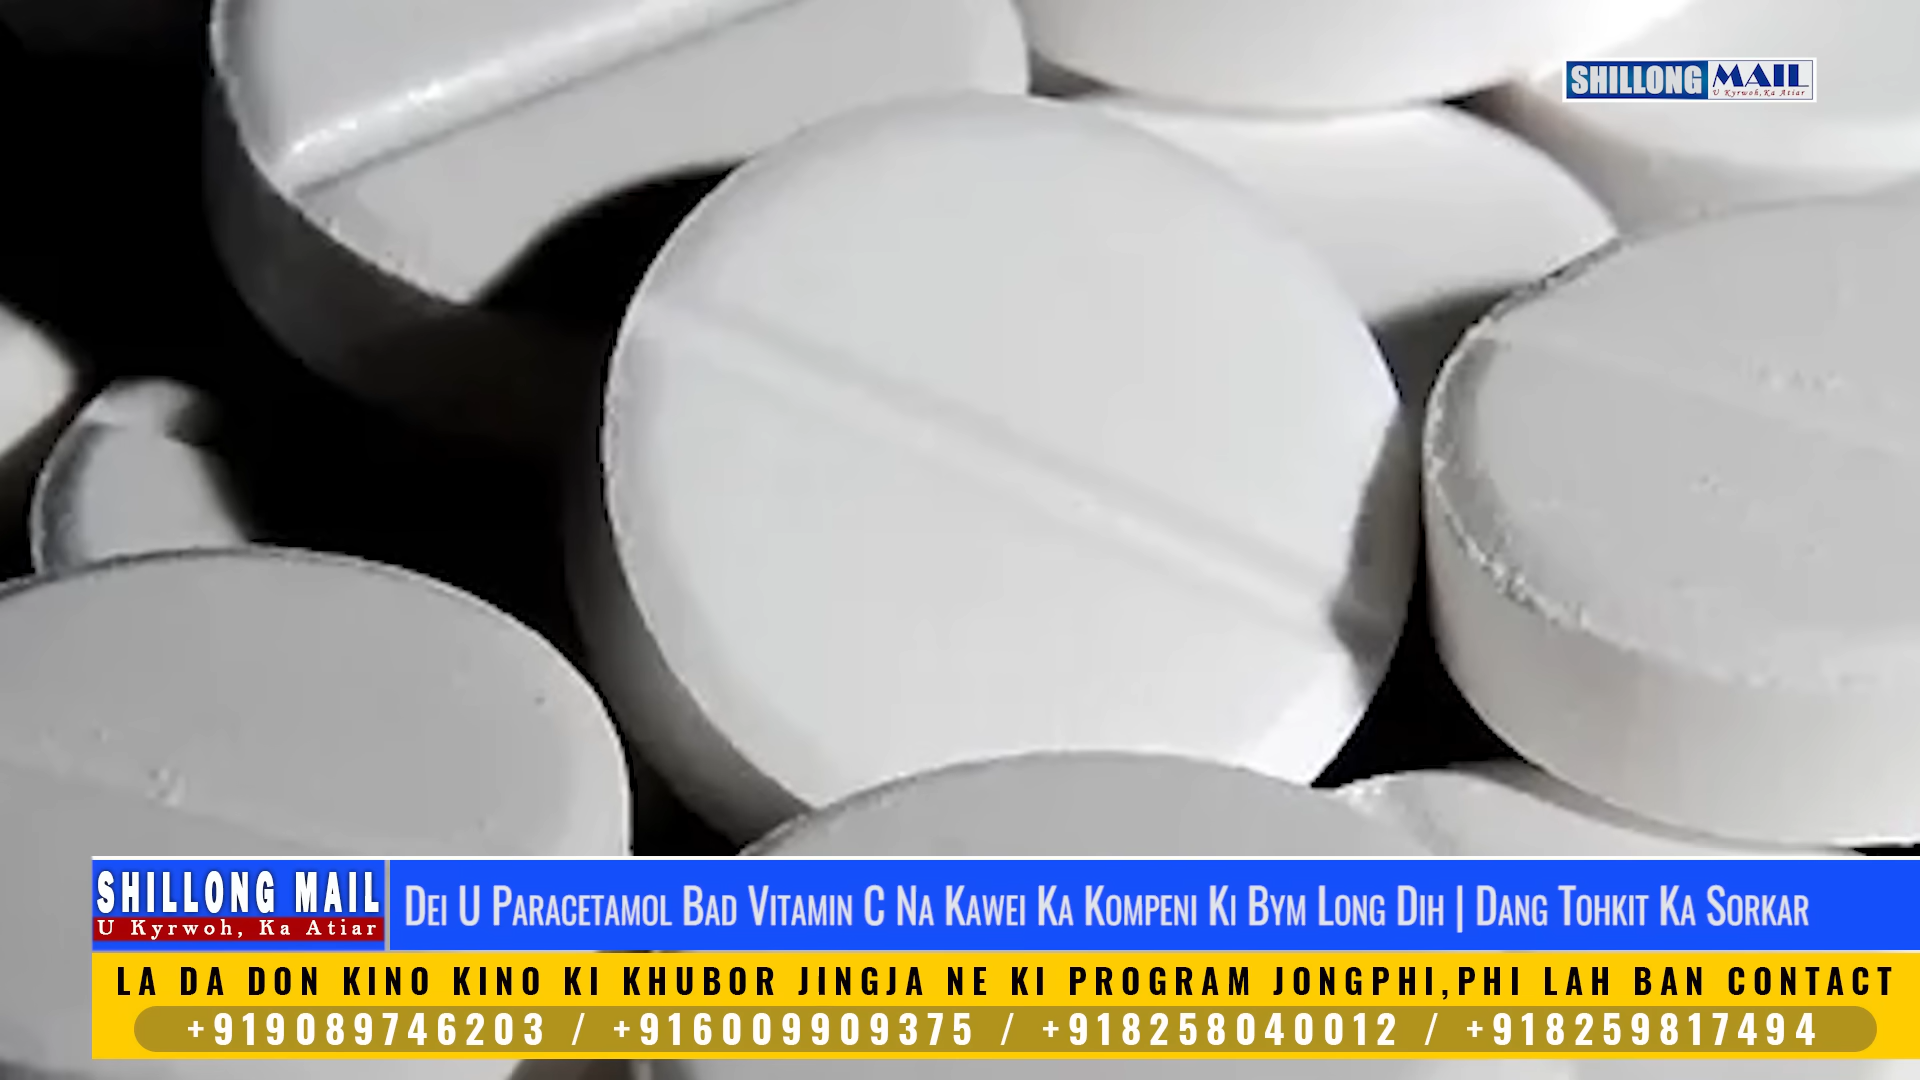 SHILLONG MAIL
U Kyrwoh, Ka Atiar
SHILLONG MAIL
U Kyrwoh, Ka Atiar
Dei U Paracetamol Bad Vitamin C Na Kawei Ka Kompeni Ki Bym Long Dih | Dang Tohkit Ka Sorkar
LA DA DON KINO KINO KI KHUBOR JINGJA NE KI PROGRAM JONGPHI,PHI LAH BAN CONTACT
+919089746203 / +916009909375 / +918258040012 / +918259817494